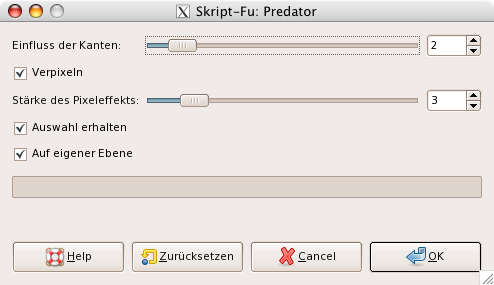 Skript-Fu: Predator
Einfluss der Kanten: 2
Verpixeln
Stärke des Pixeleffekts: 3
Auswahl erhalten
Auf eigener Ebene
Help Zurücksetzen Cancel OK